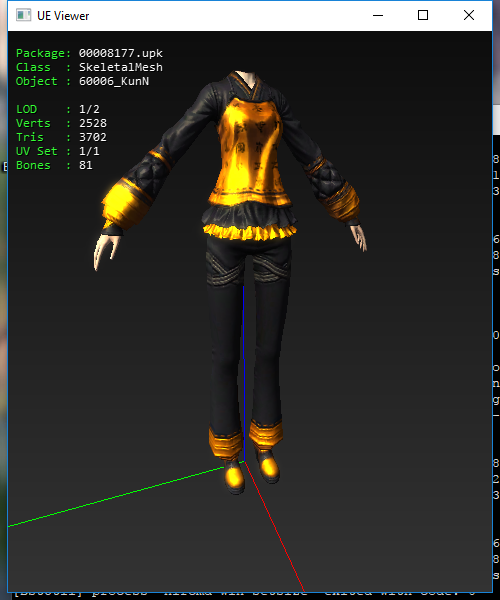 UE Viewer
Package: 00008177.upk
Class : SkeletalMesh
Object : 60006_KunN
LOD : 1/2
Verts : 2528
Tris : 3702
UV Set : 1/1
Bones : 81